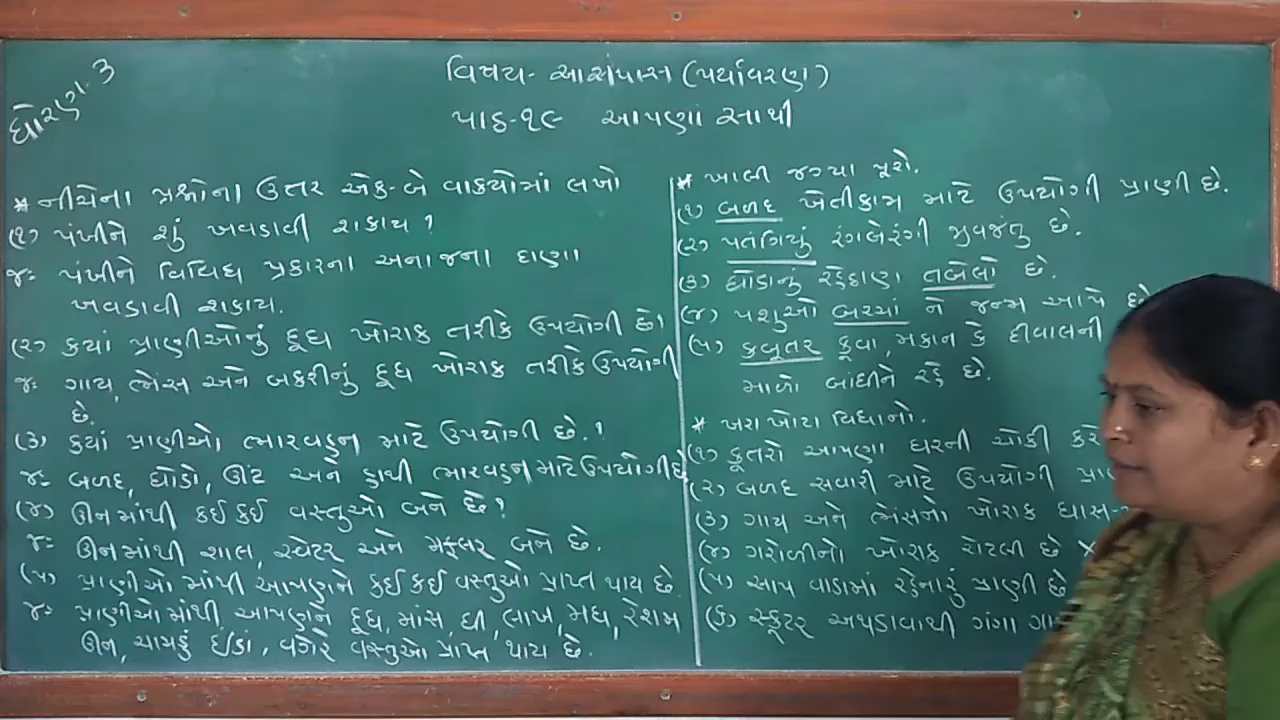 ધોરણ. 3
વિષય- આસપાસ (પર્યાવરણ)
પાઠ-૧૯ આપણાં સાથી
* નીચેના પ્રશ્નોના ઉત્તર એક-બે વાક્યોમાં લખો
(૧) પંખીને શું ખવડાવી શકાય ?
જઃ પંખીને વિવિધ પ્રકારના અનાજના દાણા
ખવડાવી શકાય.
(૨) કયાં પ્રાણીઓનું દૂધ ખોરાક તરીકે ઉપયોગી છે?
જઃ ગાય, ભેંસ અને બકરીનું દૂધ ખોરાક તરીકે ઉપયોગી
છે.
(૩) કયાં પ્રાણીઓ ભારવહન માટે ઉપયોગી છે. ?
જઃ બળદ, ઘોડો, ઊંટ અને હાથી ભારવહન માટે ઉપયોગી છે
(૪) ઊનમાંથી કઈ કઈ વસ્તુઓ બને છે ?
જઃ ઊનમાંથી શાલ, સ્વેટર અને મફલર બને છે.
(૫) પ્રાણીઓ માંથી આપણને કઈ કઈ વસ્તુઓ પ્રાપ્ત થાય છે
જઃ પ્રાણીઓમાંથી આપણને દૂધ, માંસ, ઘી, લાખ, મધ, રેશમ
ઊન, ચામડું ઈંડાં, વગેરે વસ્તુઓ પ્રાપ્ત થાય છે.
* ખાલી જગ્યા પૂરો.
(૧) બળદ ખેતીકામ માટે ઉપયોગી પ્રાણી છે.
(૨) પતંગિયું રંગબેરંગી જીવજંતુ છે.
(૩) ઘોડાનું રહેઠાણ તબેલો છે.
(૪) પશુઓ બચ્ચાં ને જન્મ આપે છે
(૫) કબૂતર કૂવા, મકાન કે દીવાલની
માળો બાંધીને રહે છે.
* ખરા ખોટા વિધાનો.
(૧) કૂતરો આપણા ઘરની ચોકી કરે
(૨) બળદ સવારી માટે ઉપયોગી
(૩) ગાય અને ભેંસનો ખોરાક ઘાસ-
(૪) ગરોળીનો ખોરાક રોટલી છે ×
(૫) સાપ વાડામાં રહેનારું પ્રાણી છે
(૬) સ્કૂટર અથડાવાથી ગંગા